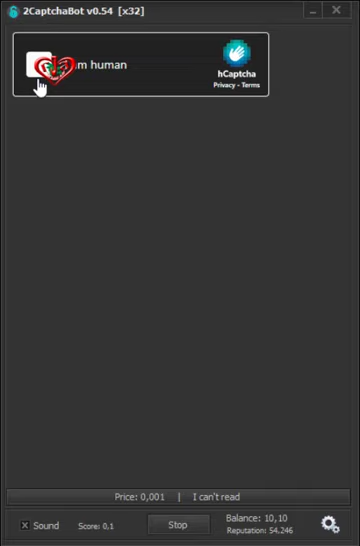 2CaptchaBot v0.54 [x32]
am human
hCaptcha
Privacy - Terms
Price: 0,001 | I can't read
Sound
Score: 0,1
Stop
Balance: 10,10
Reputation: 54.246